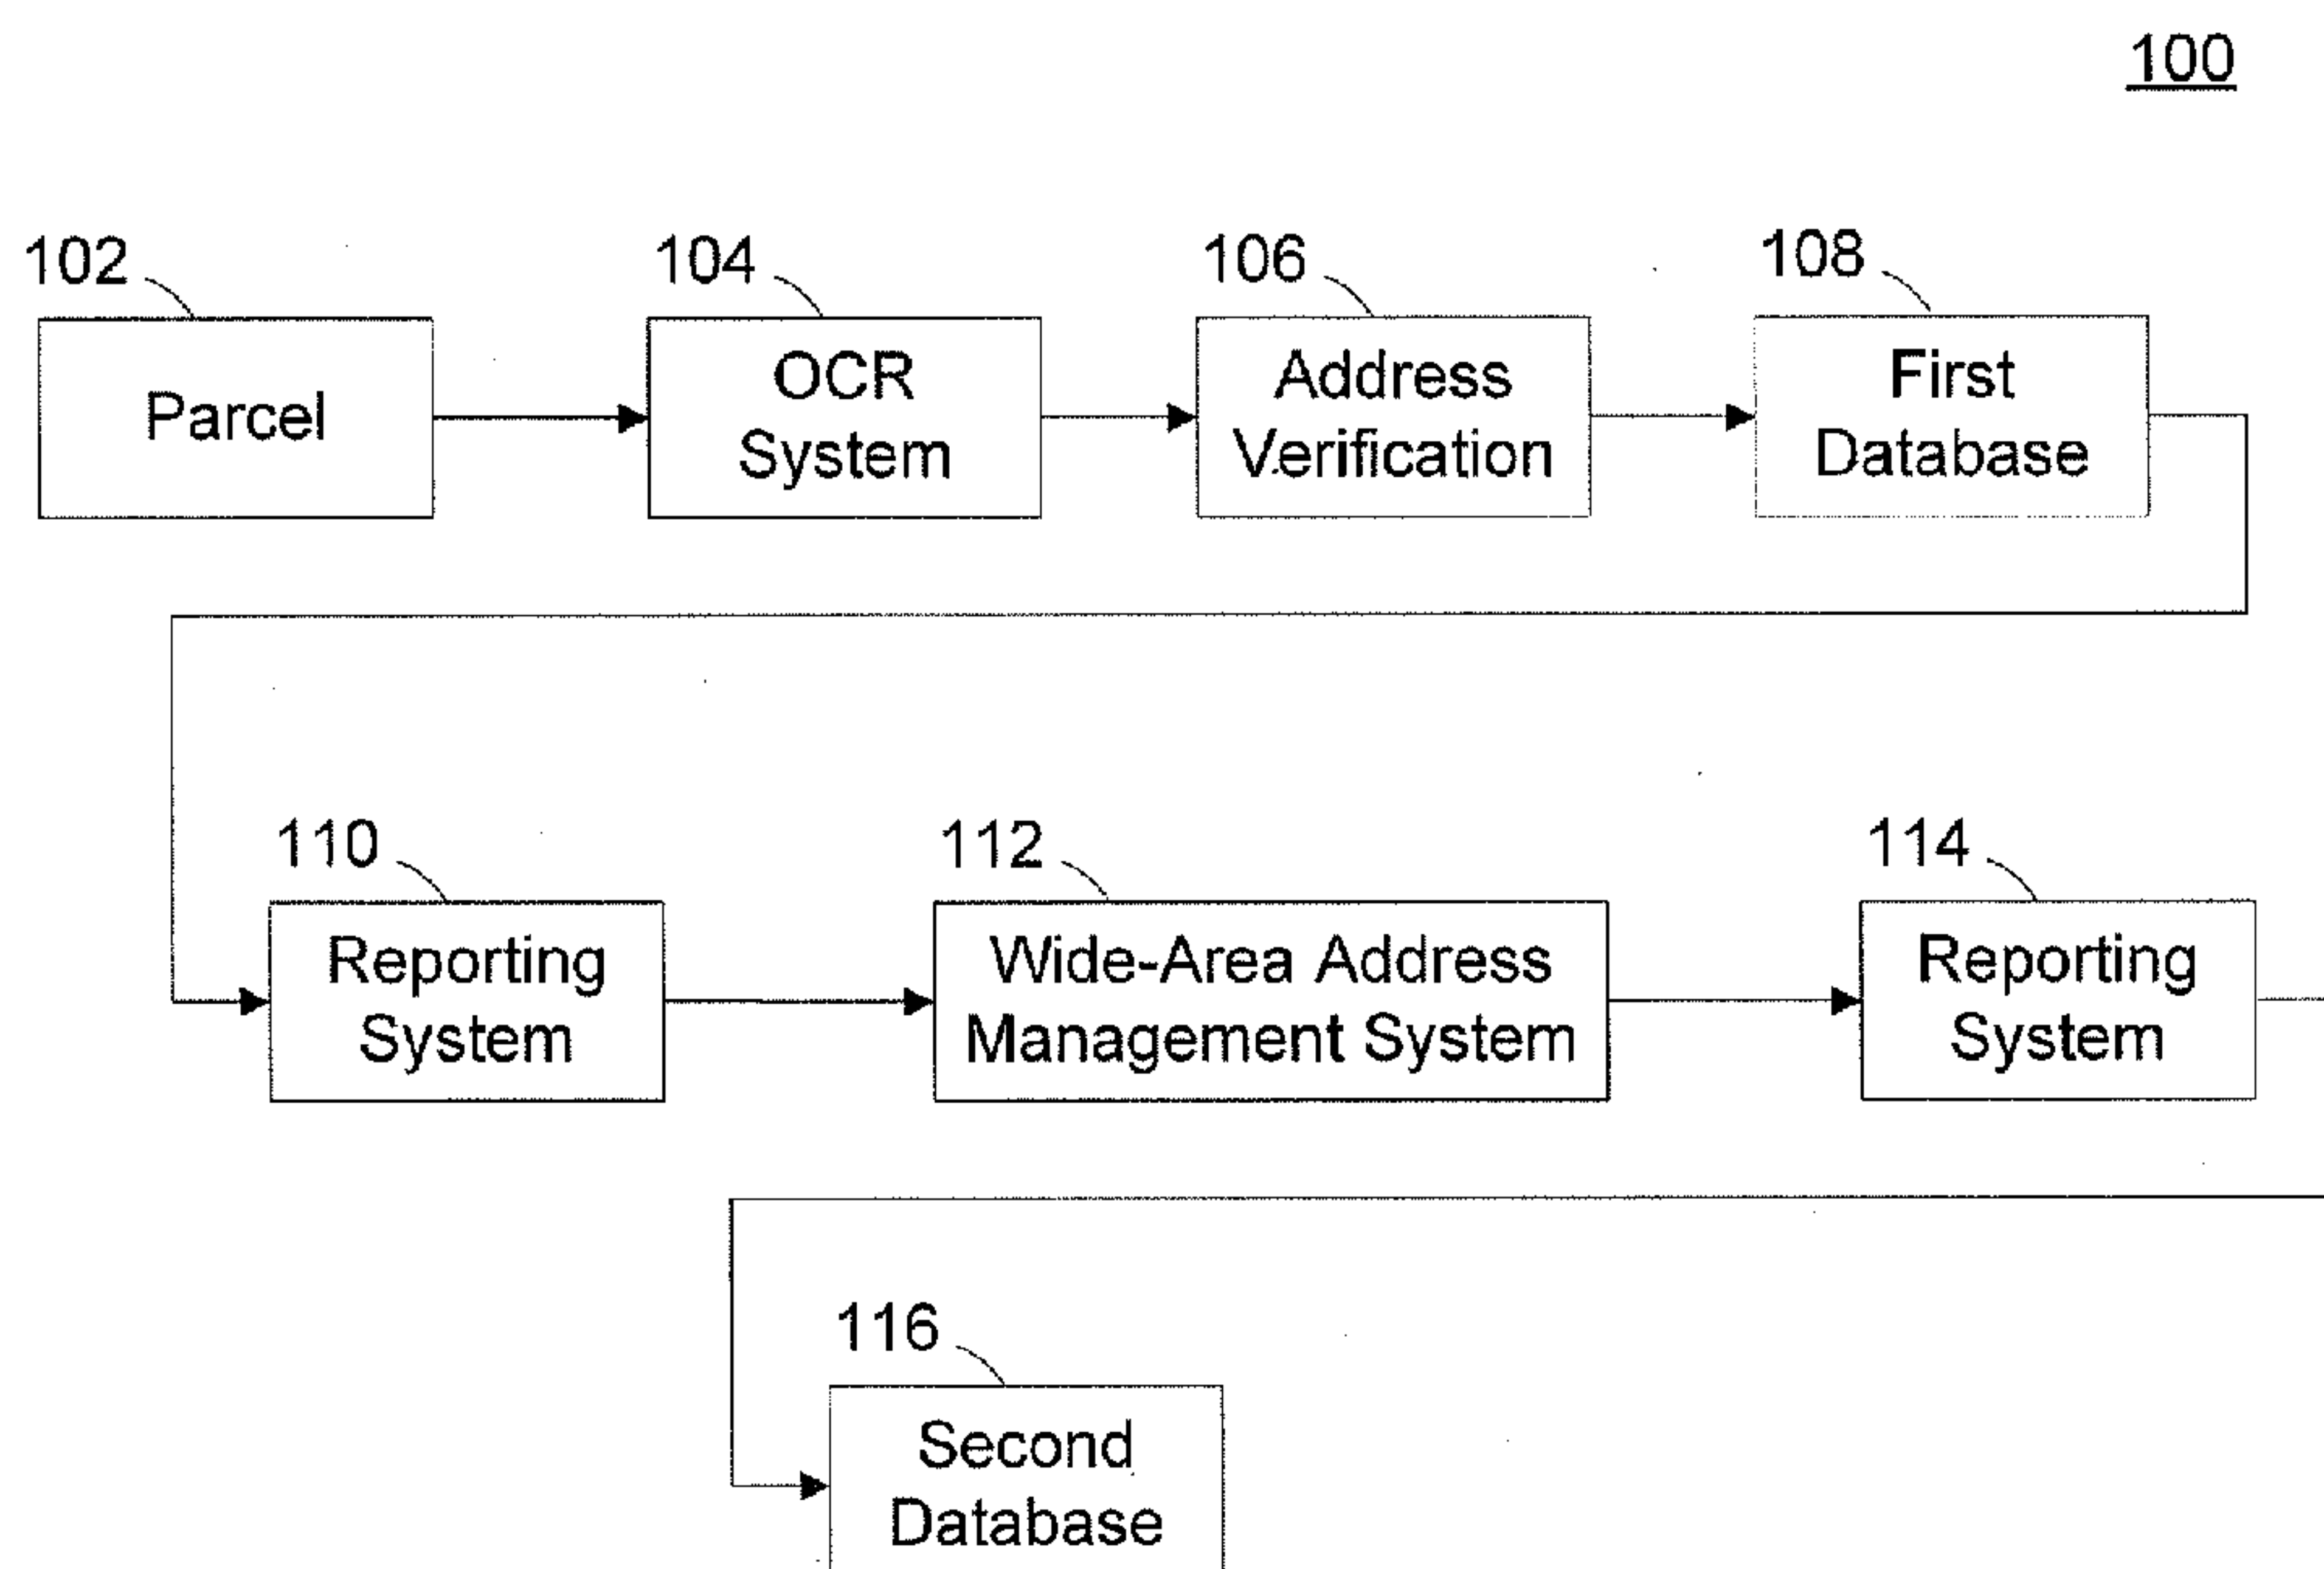 100
102
Parcel
104
OCR
System
106
Address
Verification
108
First
Database
110
Reporting
System
112
Wide-Area Address
Management System
114
Reporting
System
116
Second
Database